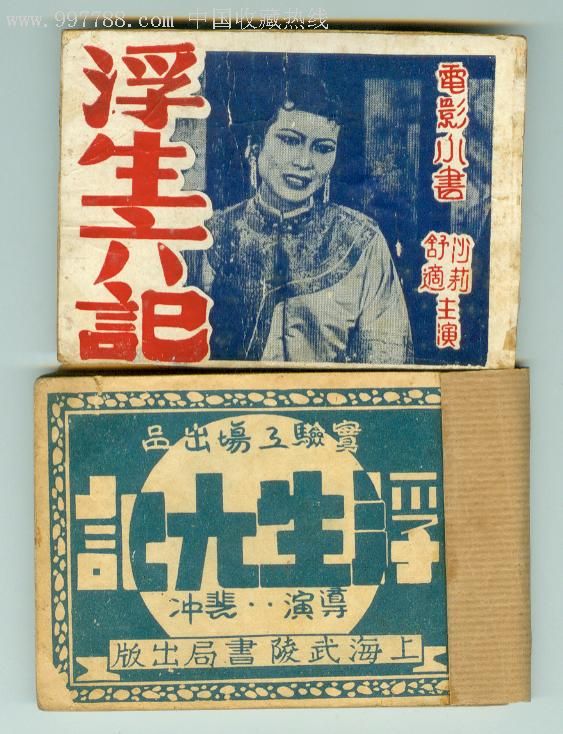 www.997788.com 中国收藏热线
浮生六記
電影小書
沙莉
舒適
主演
實驗工場出品
浮生六記
導演：裴冲
上海武陵書局出版